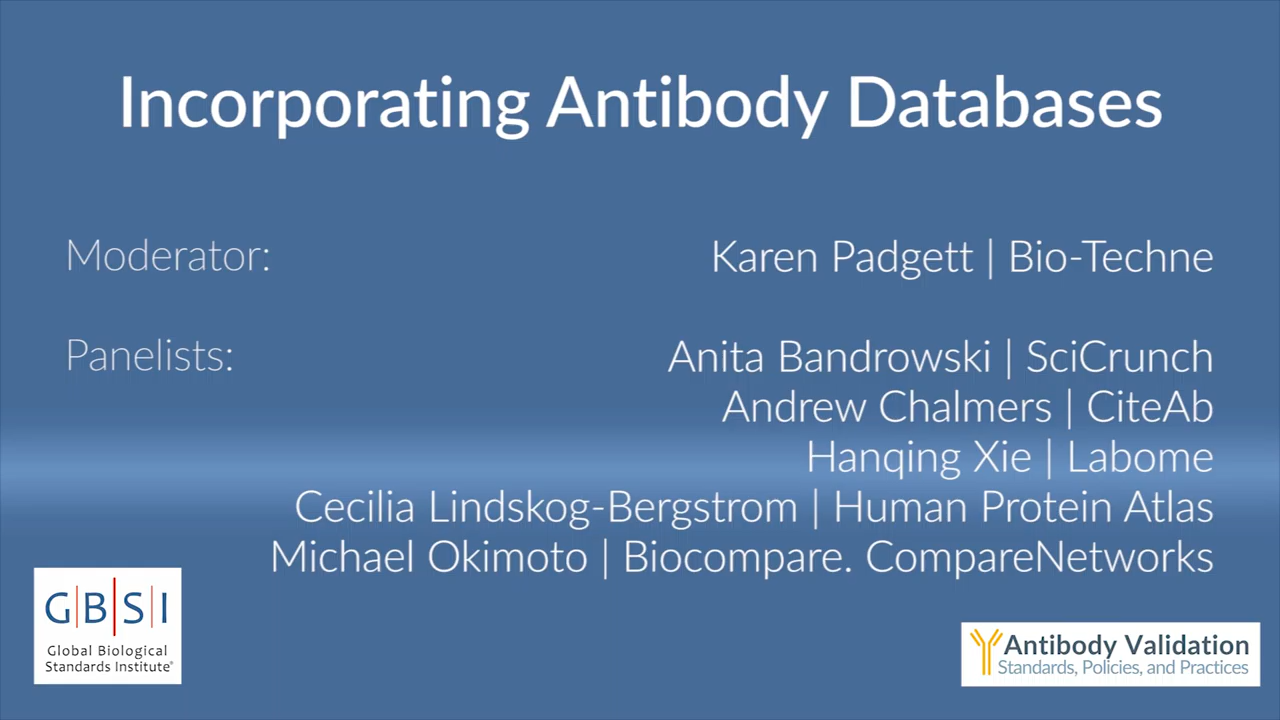 Incorporating Antibody Databases
Moderator: Karen Padgett | Bio-Techne
Panelists: Anita Bandrowski | SciCrunch
Andrew Chalmers | CiteAb
Hanqing Xie | Labome
Cecilia Lindskog-Bergstrom | Human Protein Atlas
Michael Okimoto | Biocompare. CompareNetworks
G|B|S|I
Global Biological
Standards Institute®
Antibody Validation
Standards, Policies, and Practices